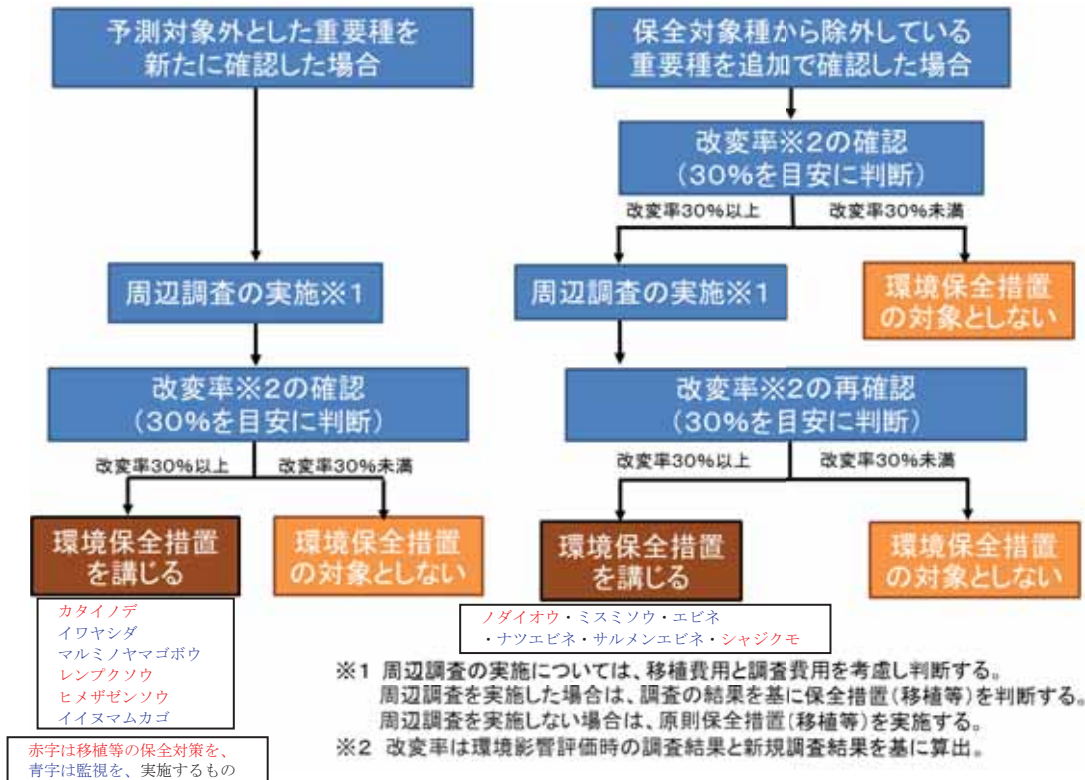 予測対象外とした重要種を
新たに確認した場合
保全対象種から除外している
重要種を追加で確認した場合
改変率※2の確認
(30%を目安に判断)
改変率30%以上
改変率30%未満
周辺調査の実施※1
周辺調査の実施※1
環境保全措置
の対象としない
改変率※2の確認
(30%を目安に判断)
改変率※2の再確認
(30%を目安に判断)
改変率30%以上
改変率30%未満
改変率30%以上
改変率30%未満
環境保全措置
を講じる
環境保全措置
の対象としない
環境保全措置
を講じる
環境保全措置
の対象としない
カタイノデ
イワヤシダ
マルミノヤマゴボウ
レンプクソウ
ヒメザゼンソウ
イイヌマムカゴ
ノダイオウ・ミスミソウ・エビネ
・ナツエビネ・サルメンエビネ・シャジクモ
赤字は移植等の保全対策を、
青字は監視を、実施するもの
※1 周辺調査の実施については、移植費用と調査費用を考慮し判断する。
周辺調査を実施した場合は、調査の結果を基に保全措置(移植等)を判断する。
周辺調査を実施しない場合は、原則保全措置(移植等)を実施する。
※2 改変率は環境影響評価時の調査結果と新規調査結果を基に算出。